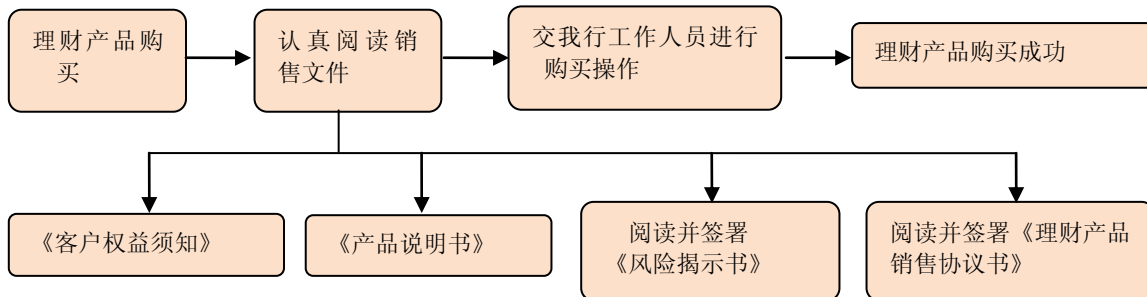 理财产品购
买
认真阅读销
售文件
交我行工作人员进行
购买操作
理财产品购买成功
《客户权益须知》
《产品说明书》
阅读并签署
《风险揭示书》
阅读并签署《理财产品
销售协议书》